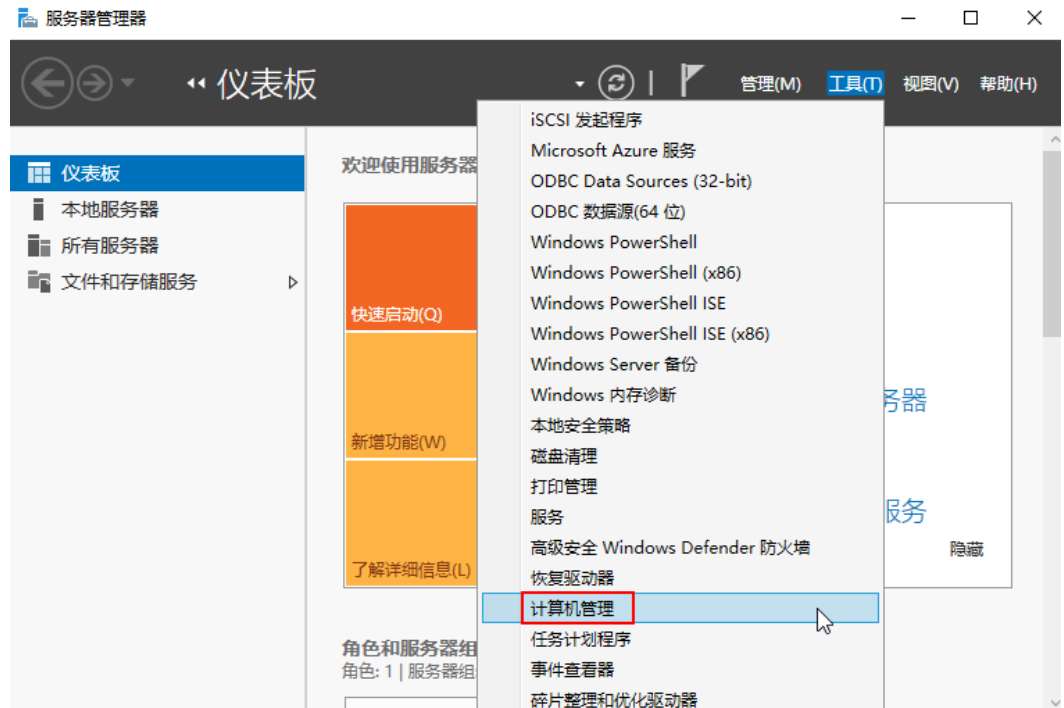 服务器管理器
仪表板
管理(M) 工具(T) 视图(V) 帮助(H)
仪表板
本地服务器
所有服务器
文件和存储服务
欢迎使用服务器
快速启动(Q)
新增功能(W)
了解详细信息(L)
iSCSI 发起程序
Microsoft Azure 服务
ODBC Data Sources (32-bit)
ODBC 数据源(64 位)
Windows PowerShell
Windows PowerShell (x86)
Windows PowerShell ISE
Windows PowerShell ISE (x86)
Windows Server 备份
Windows 内存诊断
本地安全策略
磁盘清理
打印管理
服务
高级安全 Windows Defender 防火墙
恢复驱动器
计算机管理
任务计划程序
事件查看器
碎片整理和优化驱动器
务器
服务
隐藏
角色和服务器组
角色: 1 | 服务器组